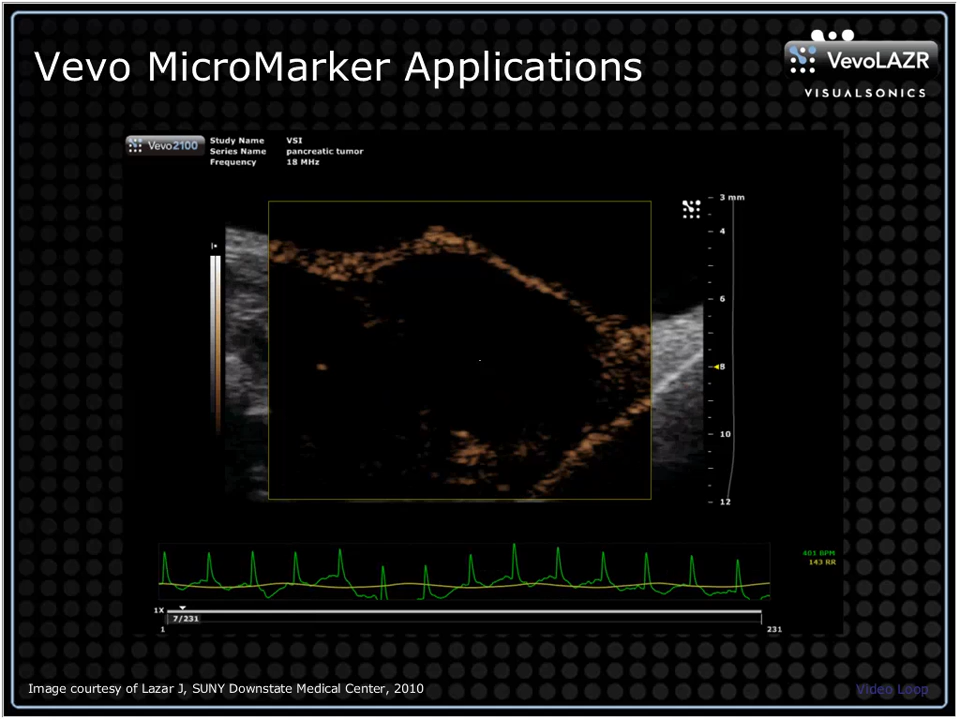 Vevo MicroMarker Applications
VevoLAZR
VISUALSONICS
Vevo2100
Study Name VSI
Series Name pancreatic tumor
Frequency 18 MHz
3 mm
4
6
8
10
12
401 BPM
143 RR
1X
7/231
1 231
Image courtesy of Lazar J, SUNY Downstate Medical Center, 2010
Video Loop